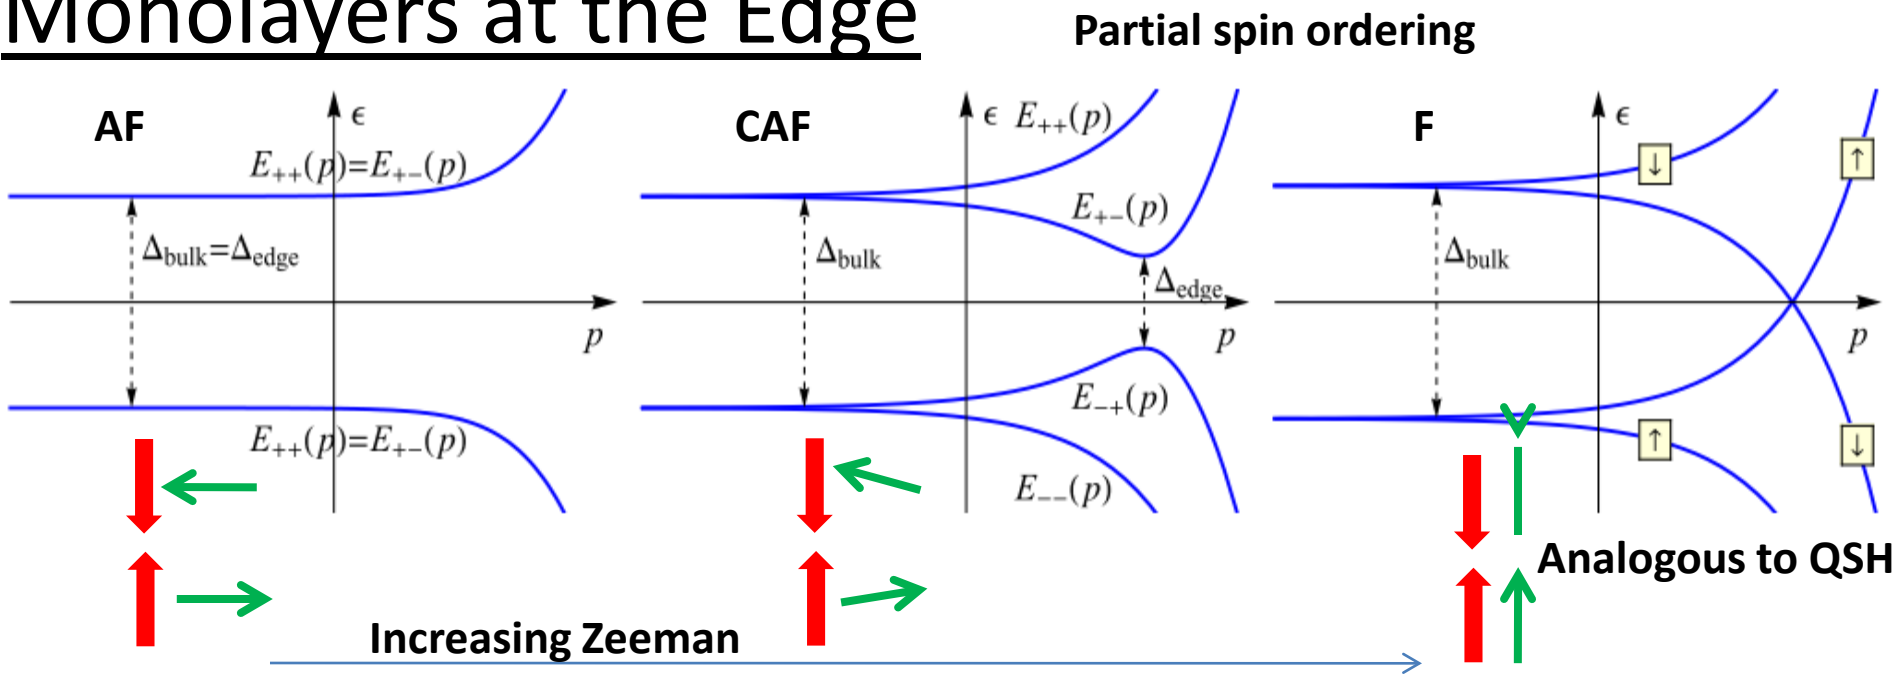 Monolayers at the Edge
Partial spin ordering
AF
ϵ
E₊₊(p)=E₊₋(p)
Δbulk=Δedge
p
E₊₊(p)=E₊₋(p)
CAF
ϵ
E₊₊(p)
E₊₋(p)
Δbulk
Δedge
p
E₋₊(p)
E₋₋(p)
F
ϵ
↓
↑
Δbulk
p
↑
↓
Analogous to QSH
Increasing Zeeman